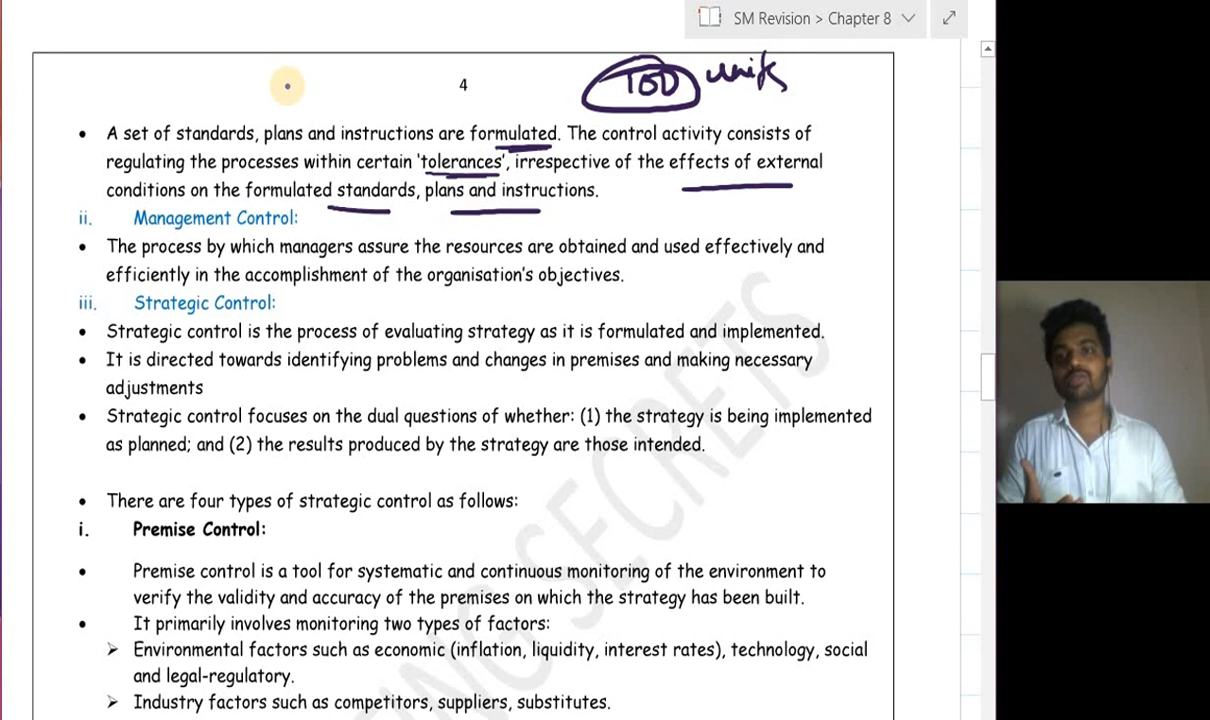 SM Revision > Chapter 8
4
units
• A set of standards, plans and instructions are formulated. The control activity consists of
regulating the processes within certain 'tolerances', irrespective of the effects of external
conditions on the formulated standards, plans and instructions.
ii. Management Control:
• The process by which managers assure the resources are obtained and used effectively and
efficiently in the accomplishment of the organisation's objectives.
iii. Strategic Control:
• Strategic control is the process of evaluating strategy as it is formulated and implemented.
• It is directed towards identifying problems and changes in premises and making necessary
adjustments
• Strategic control focuses on the dual questions of whether: (1) the strategy is being implemented
as planned; and (2) the results produced by the strategy are those intended.
• There are four types of strategic control as follows:
i. Premise Control:
• Premise control is a tool for systematic and continuous monitoring of the environment to
verify the validity and accuracy of the premises on which the strategy has been built.
• It primarily involves monitoring two types of factors:
➢ Environmental factors such as economic (inflation, liquidity, interest rates), technology, social
and legal-regulatory.
➢ Industry factors such as competitors, suppliers, substitutes.
SECRETS